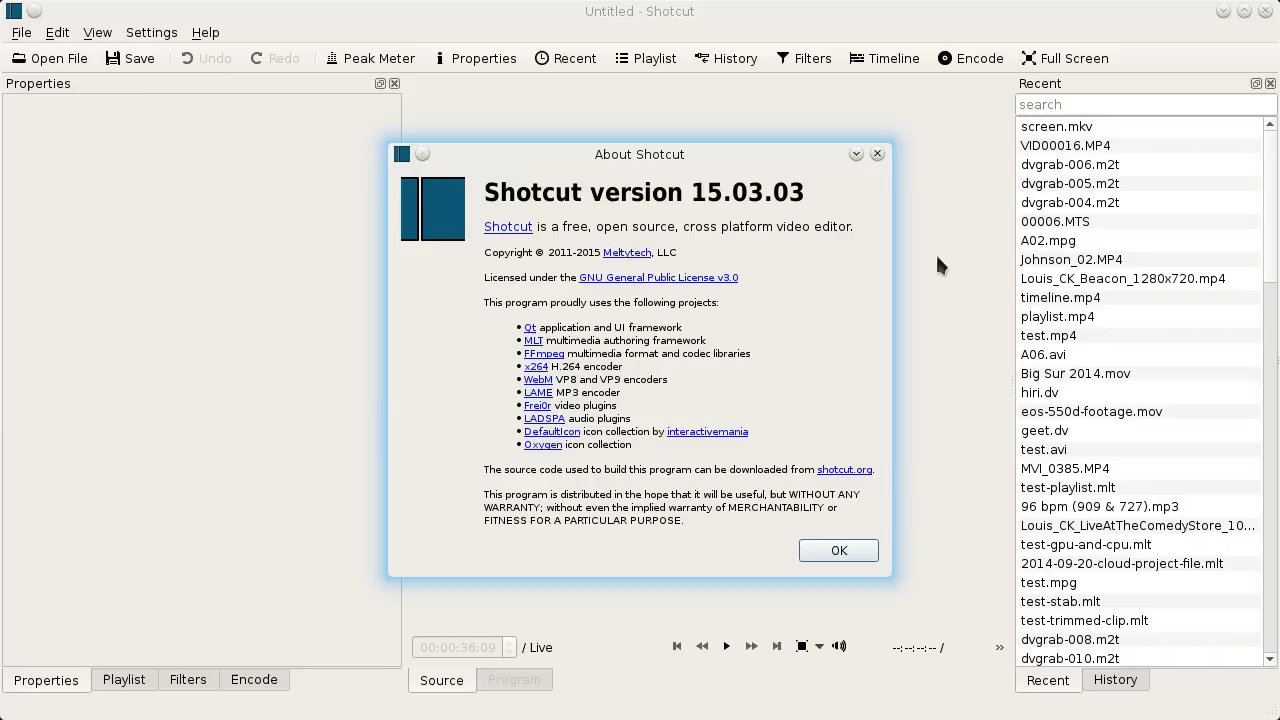 Untitled - Shotcut
File Edit View Settings Help
Open File Save Undo Redo Peak Meter Properties Recent Playlist History Filters Timeline Encode Full Screen
Properties
Recent
search
screen.mkv
VID00016.MP4
dvgrab-006.m2t
dvgrab-005.m2t
dvgrab-004.m2t
00006.MTS
A02.mpg
Johnson_02.MP4
Louis_CK_Beacon_1280x720.mp4
timeline.mp4
playlist.mp4
test.mp4
A06.avi
Big Sur 2014.mov
hiri.dv
eos-550d-footage.mov
geet.dv
test.avi
MVI_0385.MP4
test-playlist.mlt
96 bpm (909 & 727).mp3
Louis_CK_LiveAtTheComedyStore_10...
test-gpu-and-cpu.mlt
2014-09-20-cloud-project-file.mlt
test.mpg
test-stab.mlt
test-trimmed-clip.mlt
dvgrab-008.m2t
dvgrab-010.m2t
About Shotcut
Shotcut version 15.03.03
Shotcut is a free, open source, cross platform video editor.
Copyright © 2011-2015 Meltytech, LLC
Licensed under the GNU General Public License v3.0
This program proudly uses the following projects:
• Qt application and UI framework
• MLT multimedia authoring framework
• FFmpeg multimedia format and codec libraries
• x264 H.264 encoder
• WebM VP8 and VP9 encoders
• LAME MP3 encoder
• Frei0r video plugins
• LADSPA audio plugins
• DefaultIcon icon collection by interactivemania
• Oxygen icon collection
The source code used to build this program can be downloaded from shotcut.org.
This program is distributed in the hope that it will be useful, but WITHOUT ANY
WARRANTY; without even the implied warranty of MERCHANTABILITY or
FITNESS FOR A PARTICULAR PURPOSE.
OK
00:00:36:09 / Live
--:--:--:-- /
»
Properties Playlist Filters Encode
Source Program
Recent History